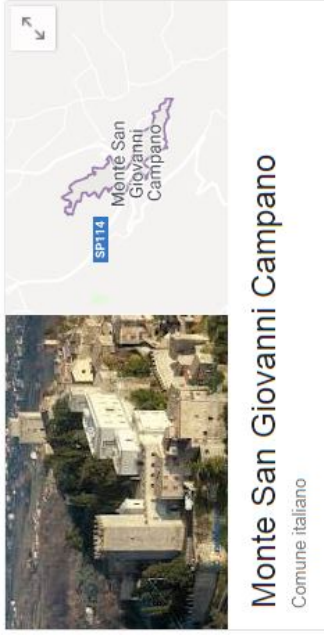 SP114
Monte San
Giovanni
Campano
Monte San Giovanni Campano
Comune italiano